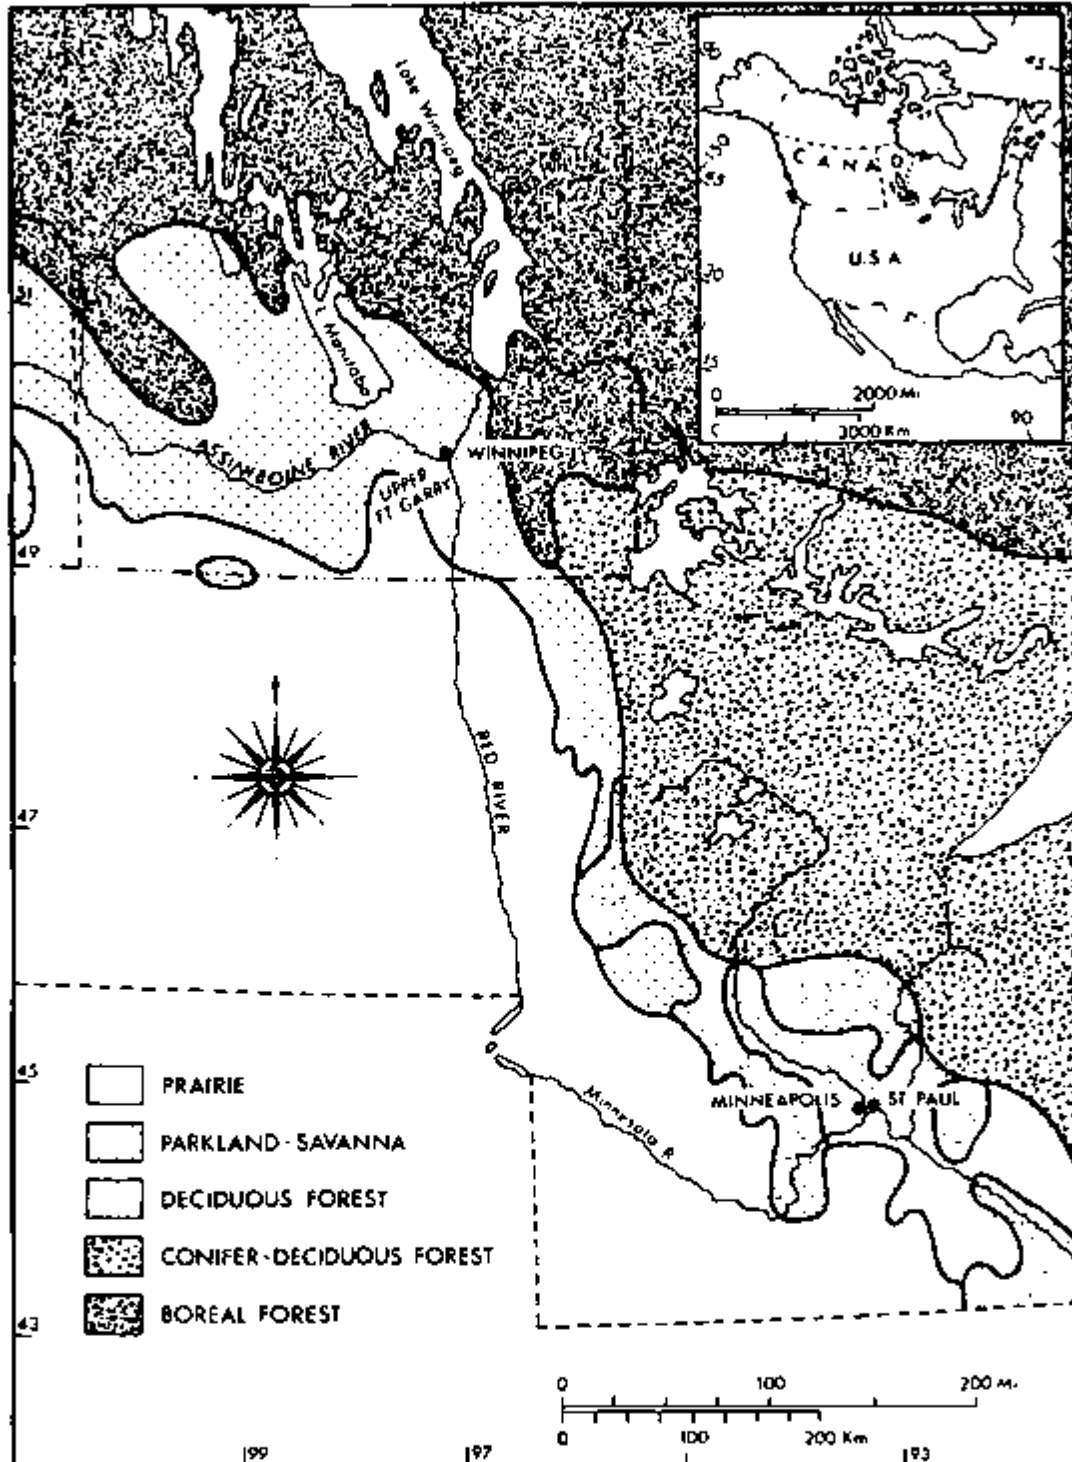 Lake Winnipeg
CANADA
U.S.A
0 2000 Mi
3000 Km
90
Manitoba
ASSINIBOINE RIVER
WINNIPEG
UPPER
FT GARRY
49
RED RIVER
47
45
PRAIRIE
PARKLAND-SAVANNA
DECIDUOUS FOREST
CONIFER-DECIDUOUS FOREST
BOREAL FOREST
MINNEAPOLIS
ST PAUL
Minnesota R
43
0 100 200 Mi
0 100 200 Km
99 97 93